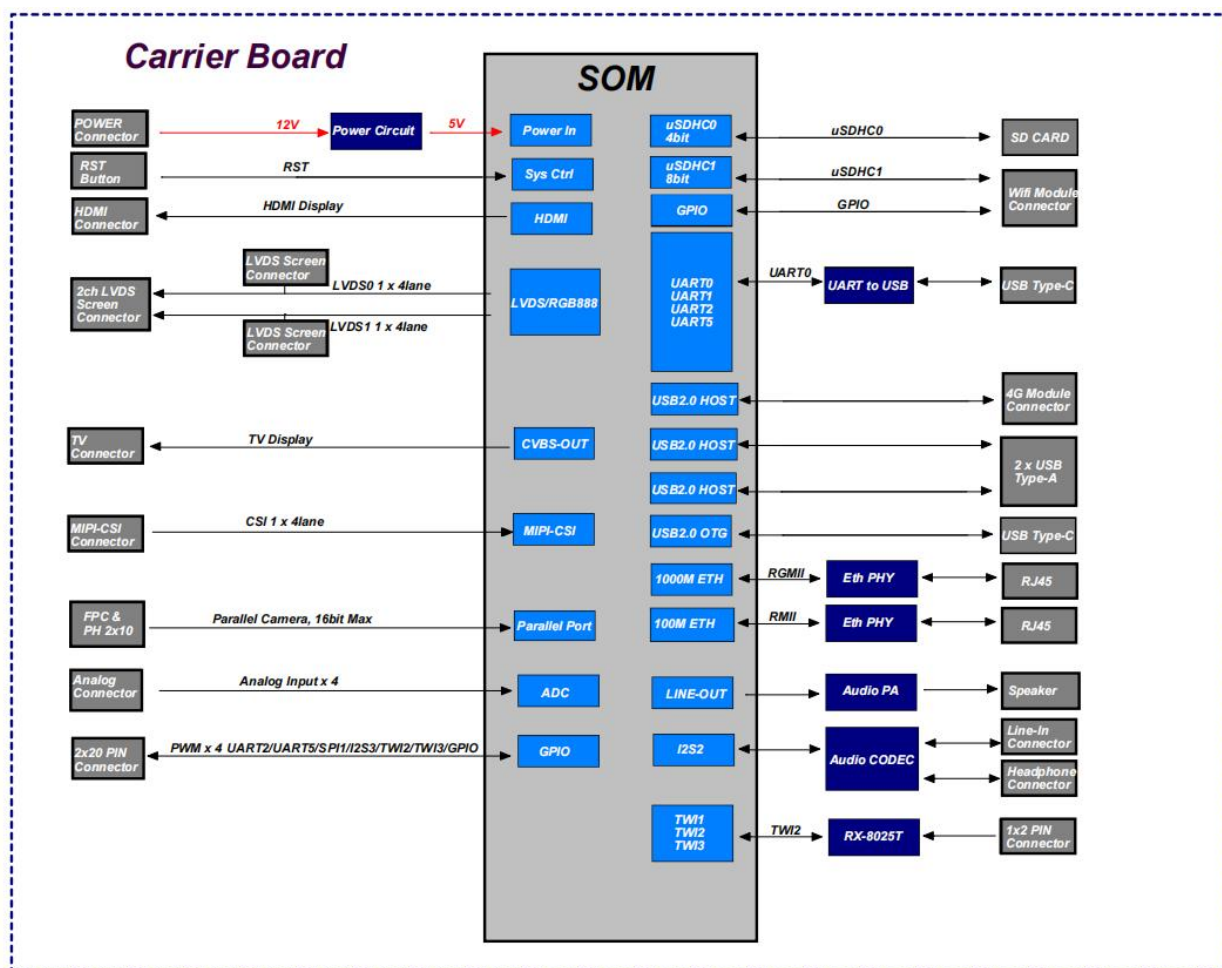 Carrier Board
SOM
POWER
Connector
12V
Power Circuit
5V
Power In
RST
Button
RST
Sys Ctrl
HDMI
Connector
HDMI Display
HDMI
LVDS Screen
Connector
2ch LVDS
Screen
Connector
LVDS0 1 x 4lane
LVDS1 1 x 4lane
LVDS Screen
Connector
LVDS/RGB888
TV
Connector
TV Display
CVBS-OUT
MIPI-CSI
Connector
CSI 1 x 4lane
MIPI-CSI
FPC &
PH 2x10
Parallel Camera, 16bit Max
Parallel Port
Analog
Connector
Analog Input x 4
ADC
2x20 PIN
Connector
PWM x 4 UART2/UART5/SPI1/I2S3/TWI2/TWI3/GPIO
GPIO
uSDHC0
4bit
uSDHC0
SD CARD
uSDHC1
8bit
uSDHC1
Wifi Module
Connector
GPIO
GPIO
UART0
UART1
UART2
UART5
UART0
UART to USB
USB Type-C
USB2.0 HOST
4G Module
Connector
USB2.0 HOST
2 x USB
Type-A
USB2.0 HOST
USB2.0 OTG
USB Type-C
1000M ETH
RGMII
Eth PHY
RJ45
100M ETH
RMII
Eth PHY
RJ45
LINE-OUT
Audio PA
Speaker
I2S2
Audio CODEC
Line-In
Connector
Headphone
Connector
TWI1
TWI2
TWI3
TWI2
RX-8025T
1x2 PIN
Connector